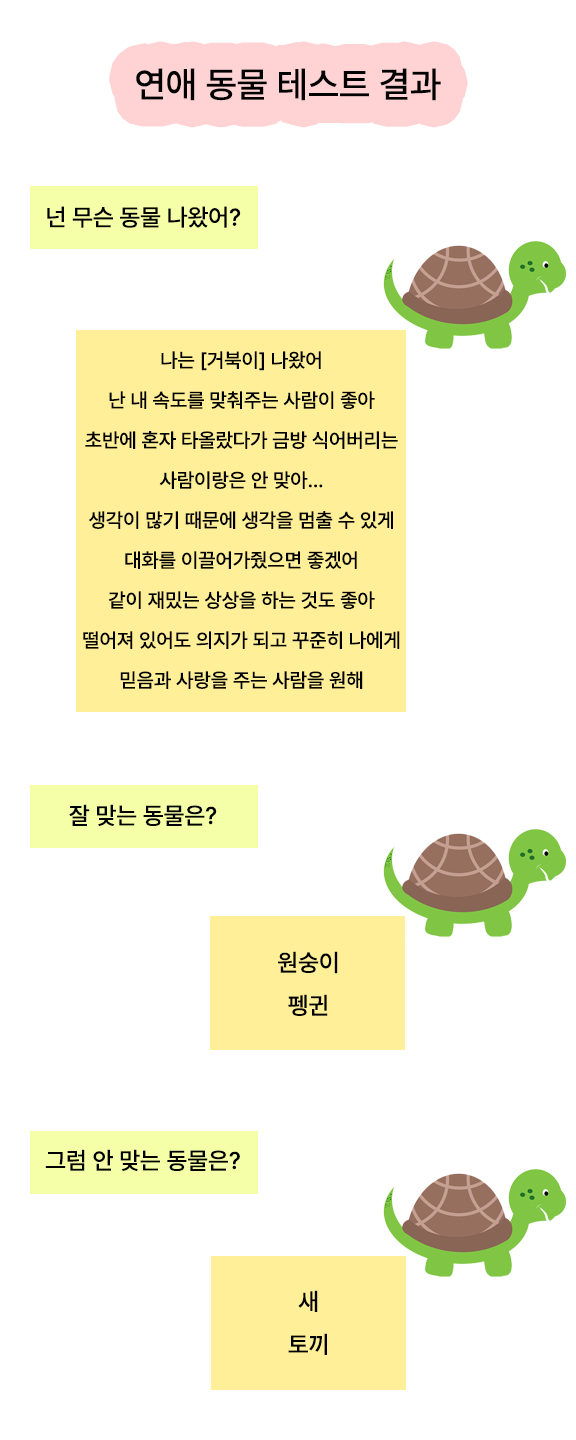 연애 동물 테스트 결과
넌 무슨 동물 나왔어?
나는 [거북이] 나왔어
난 내 속도를 맞춰주는 사람이 좋아
초반에 혼자 타올랐다가 금방 식어버리는
사람이랑은 안 맞아...
생각이 많기 때문에 생각을 멈출 수 있게
대화를 이끌어가줬으면 좋겠어
같이 재밌는 상상을 하는 것도 좋아
떨어져 있어도 의지가 되고 꾸준히 나에게
믿음과 사랑을 주는 사람을 원해
잘 맞는 동물은?
원숭이
펭귄
그럼 안 맞는 동물은?
새
토끼